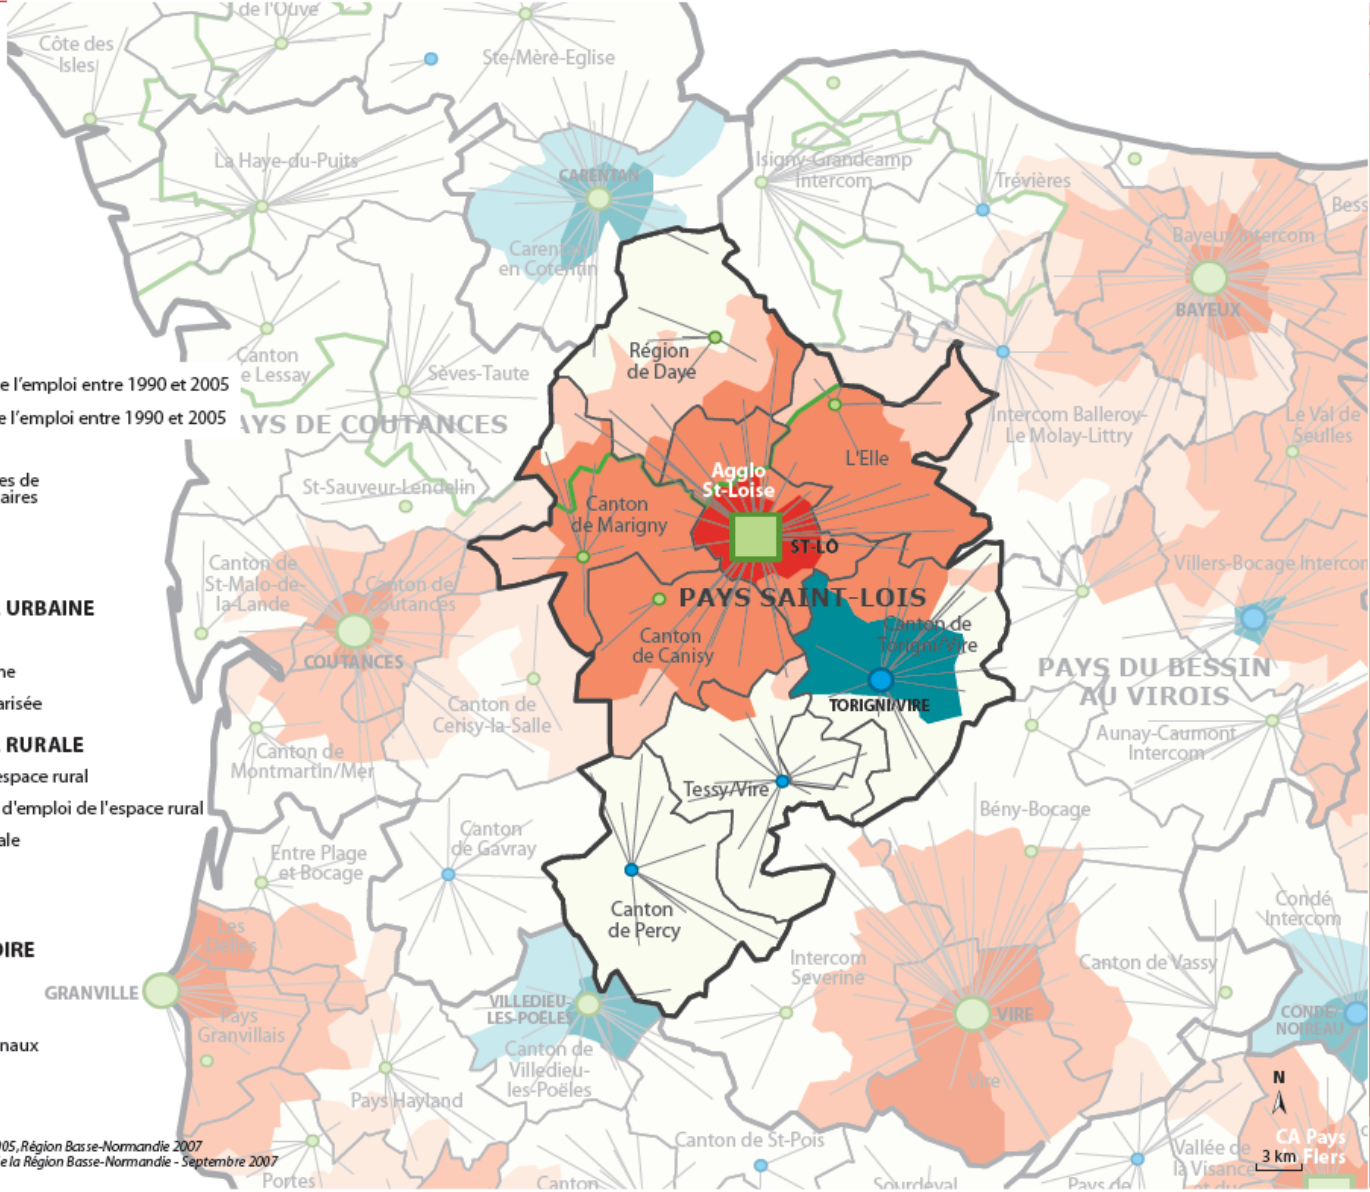 de l'Ouve
Côte des
Isles
Ste-Mère-Eglise
La Haye-du-Puits
CARENTAN
Isigny-Grandcamp
Intercom
Trévières
Bess
Carentan
en Cotentin
Bayeux Intercom
BAYEUX
Canton
de Lessay
Sèves-Taute
Région
de Daye
e l'emploi entre 1990 et 2005
e l'emploi entre 1990 et 2005
AYS DE COUTANCES
Intercom Balleroy-
Le Molay-Littry
Le Val de
Seulles
L'Elle
Agglo
St-Loise
es de
aires
St-Sauveur-Lendelin
Canton
de Marigny
ST-LÔ
Canton de
St-Malo-de-
la-Lande
Canton de
Coutances
Villers-Bocage Intercom
URBAINE
PAYS SAINT-LOIS
Canton
de Canisy
Canton de
Torigni/Vire
COUTANCES
PAYS DU BESSIN
AU VIROIS
ne
arisée
TORIGNI/VIRE
Canton de
Cerisy-la-Salle
RURALE
espace rural
d'emploi de l'espace rural
ale
Canton de
Montmartin/Mer
Aunay-Caumont
Intercom
Tessy/Vire
Bény-Bocage
Canton
de Gavray
Entre Plage
et Bocage
Condé
Intercom
Canton
de Percy
Les
Delles
OIRE
Intercom
Severine
Canton de Vassy
GRANVILLE
VILLEDIEU-
LES-POËLES
VIRE
CONDE/
NOIREAU
Pays
Granvillais
naux
Canton de
Villedieu-
les-Poëles
Vire
N
Pays Hayland
005, Région Basse-Normandie 2007
e la Région Basse-Normandie - Septembre 2007
Canton de St-Pois
Vallée de
la Visance
et du
CA Pays
Flers
3 km
Portes
Canton
Sourdeval
Pays de